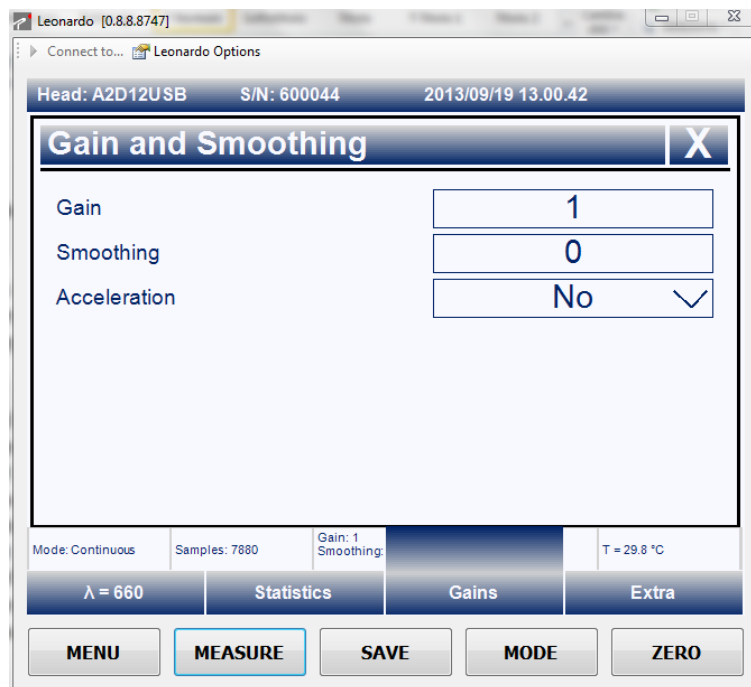 Leonardo [0.8.8.8747]
Connect to... Leonardo Options
Head: A2D12USB S/N: 600044 2013/09/19 13.00.42
Gain and Smoothing X
Gain 1
Smoothing 0
Acceleration No
Mode: Continuous Samples: 7880 Gain: 1 Smoothing: T = 29.8 °C
λ = 660 Statistics Gains Extra
MENU MEASURE SAVE MODE ZERO